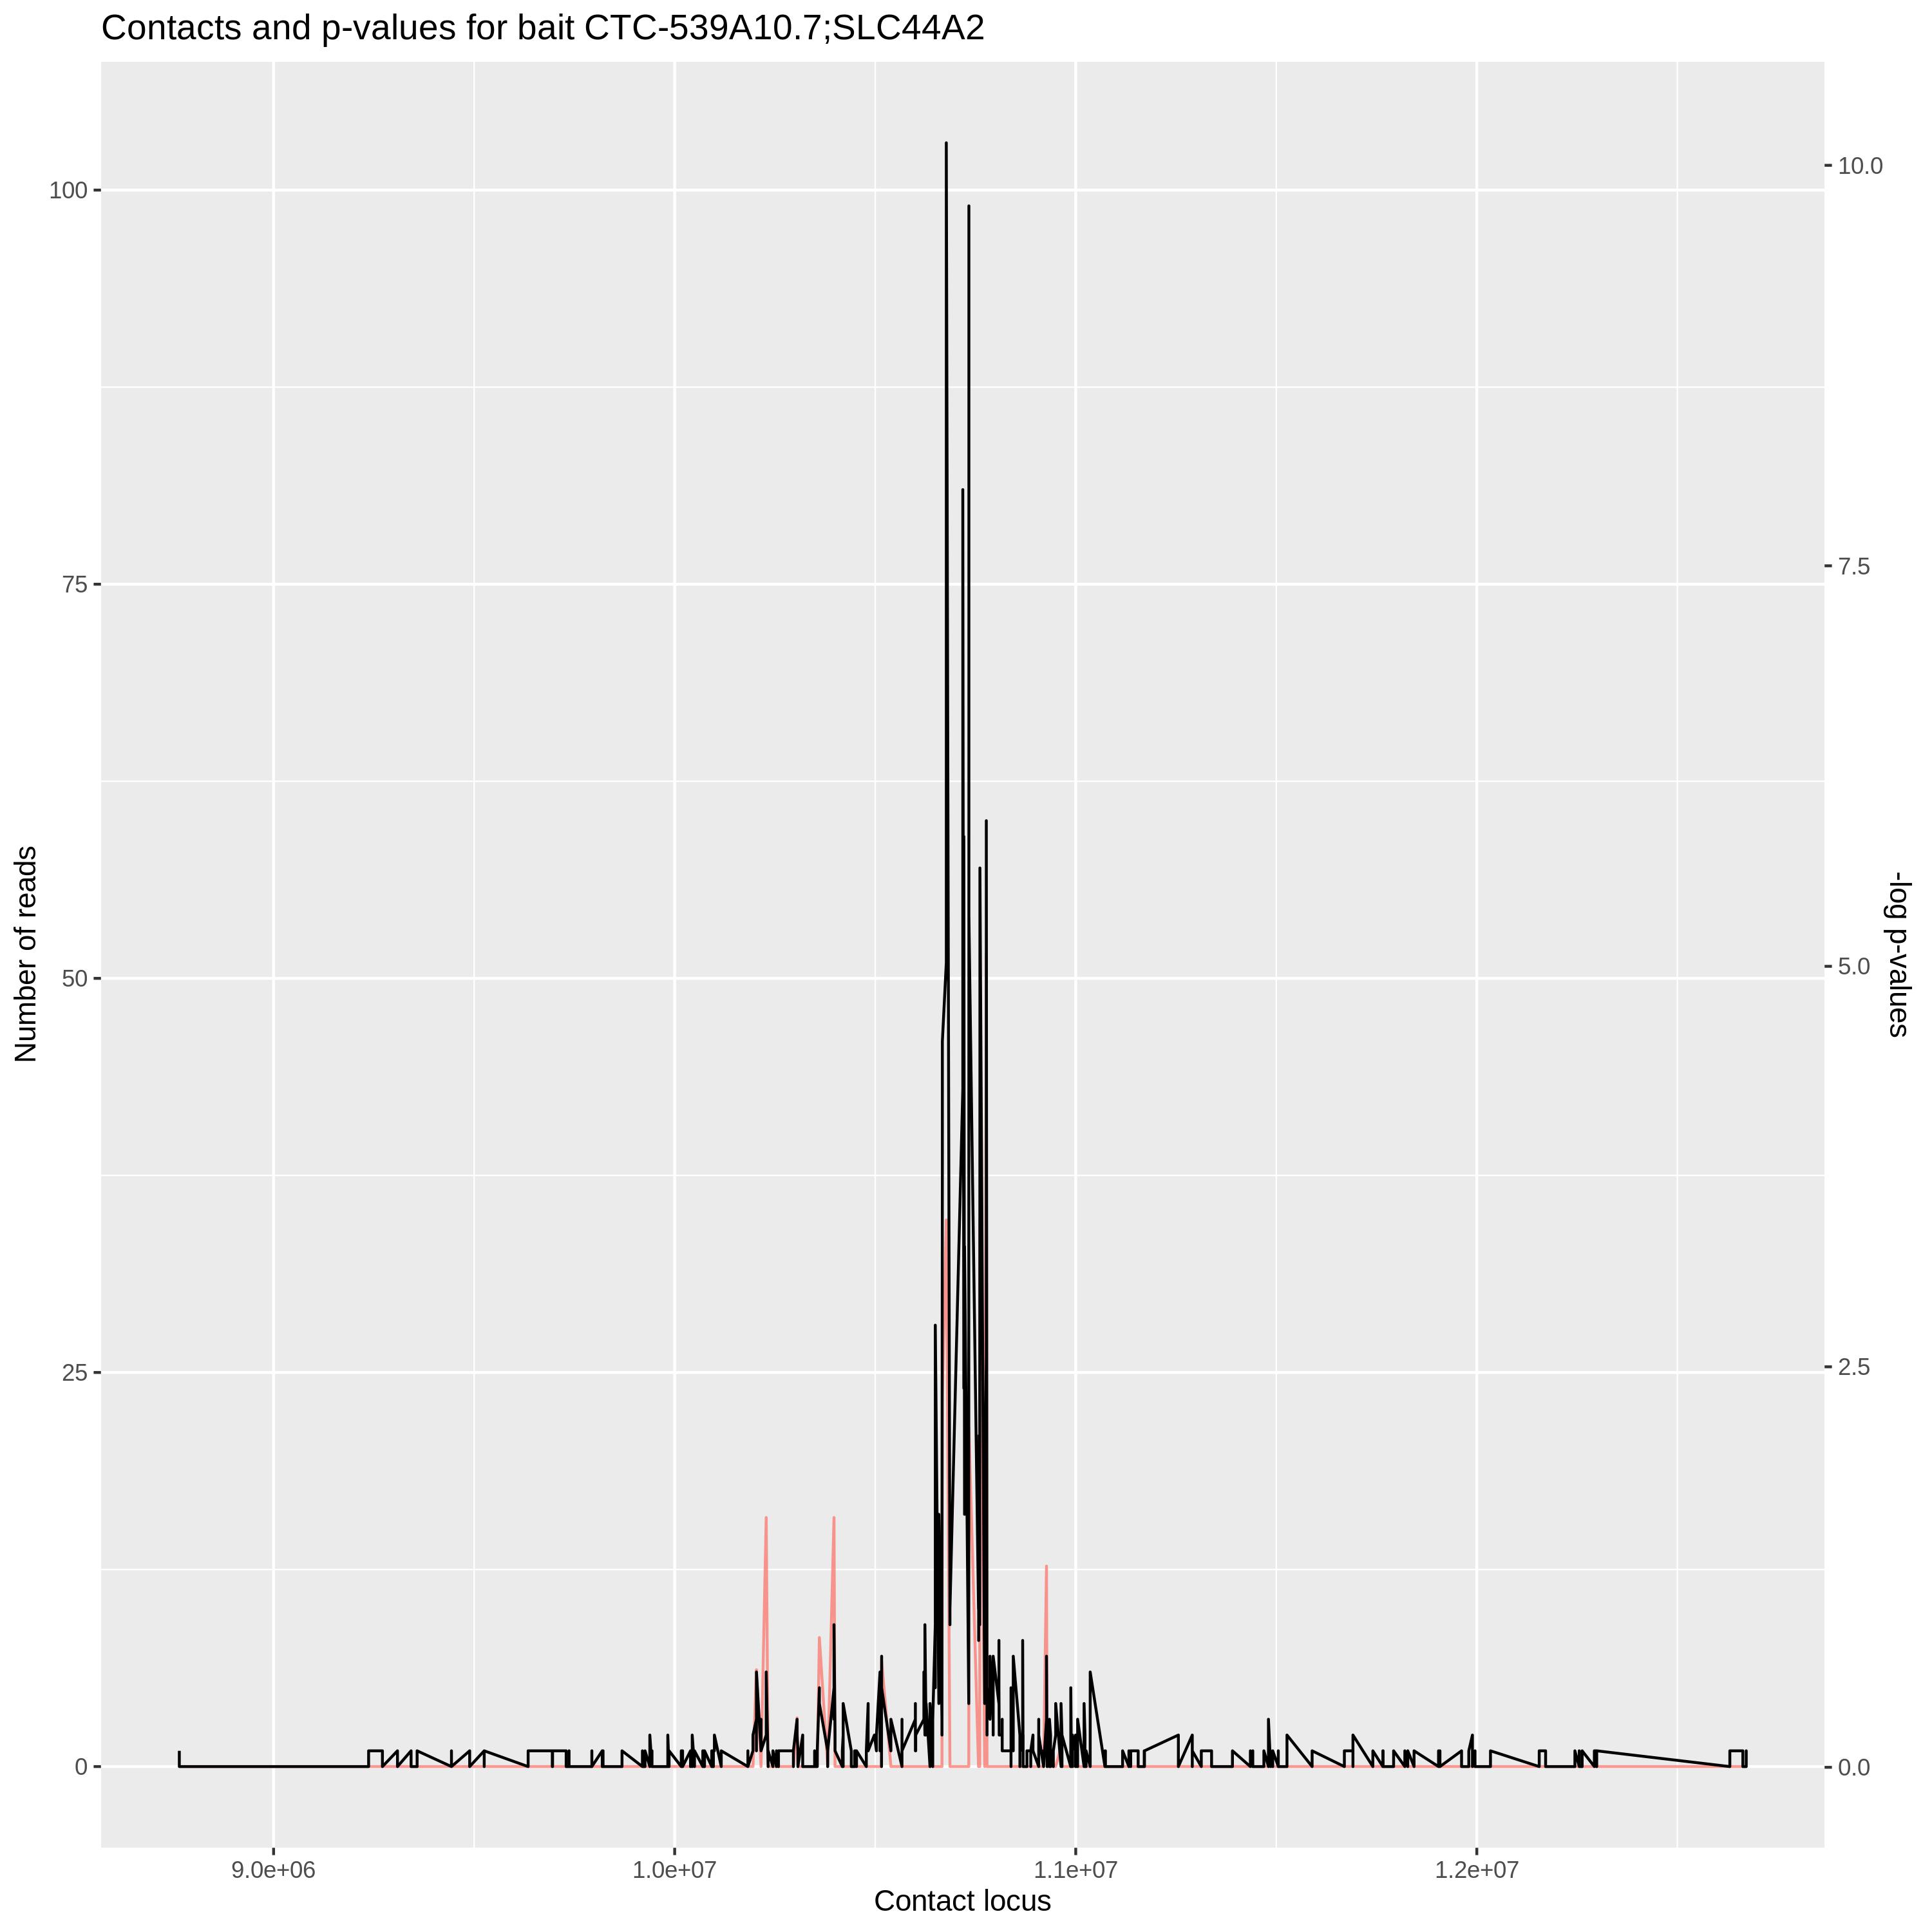 Contacts and p-values for bait CTC-539A10.7;SLC44A2
Number of reads
100
75
50
25
0
10.0
7.5
5.0
2.5
0.0
-log p-values
9.0e+06
1.0e+07
1.1e+07
1.2e+07
Contact locus